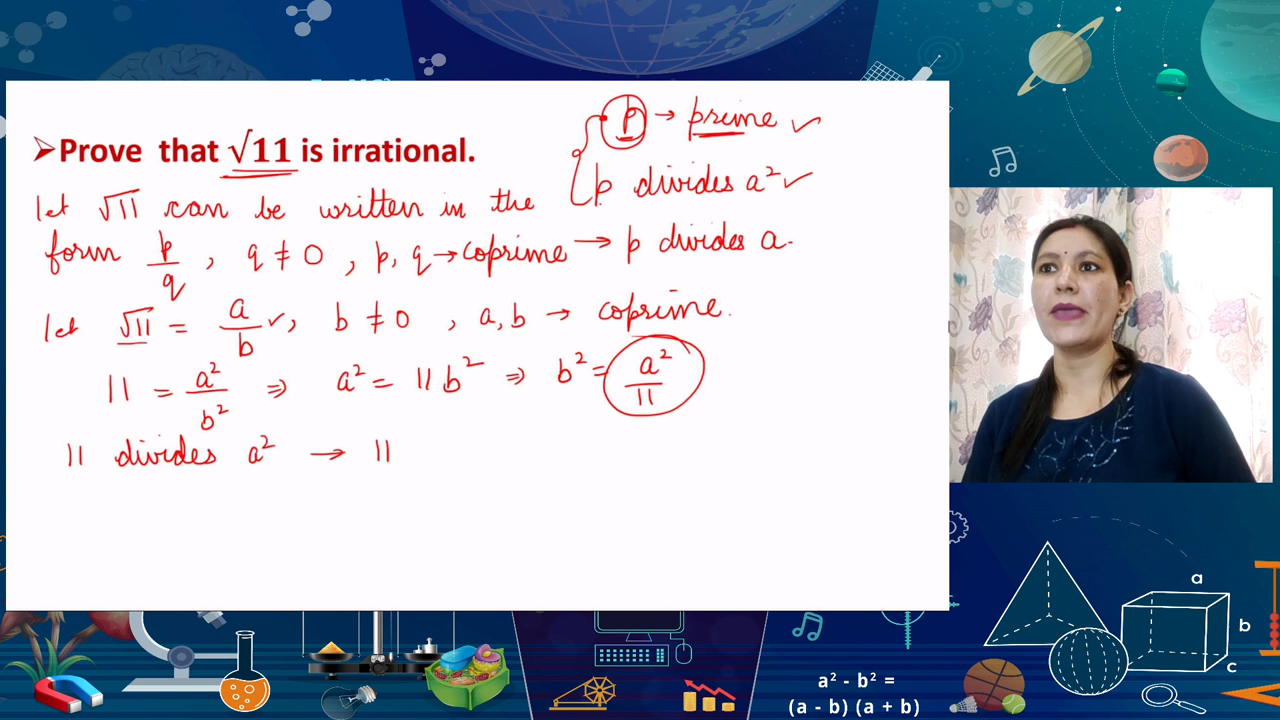 ➤Prove that √11 is irrational.
p → prime ✓
p divides a² ✓
let √11 can be written in the
form p/q , q ≠ 0 , p, q → coprime → p divides a.
let √11 = a/b ✓, b ≠ 0 , a, b → coprime.
11 = a²/b² ⇒ a² = 11b² ⇒ b² = a²/11
11 divides a² → 11
a
b
c
a² - b² =
(a - b) (a + b)